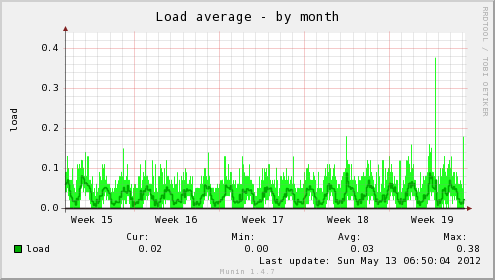 Load average - by month
RRDTOOL / TOBI OETIKER
load
0.4
0.3
0.2
0.1
0.0
Week 15 Week 16 Week 17 Week 18 Week 19
Cur: Min: Avg: Max:
load 0.02 0.00 0.03 0.38
Last update: Sun May 13 06:50:04 2012
Munin 1.4.7